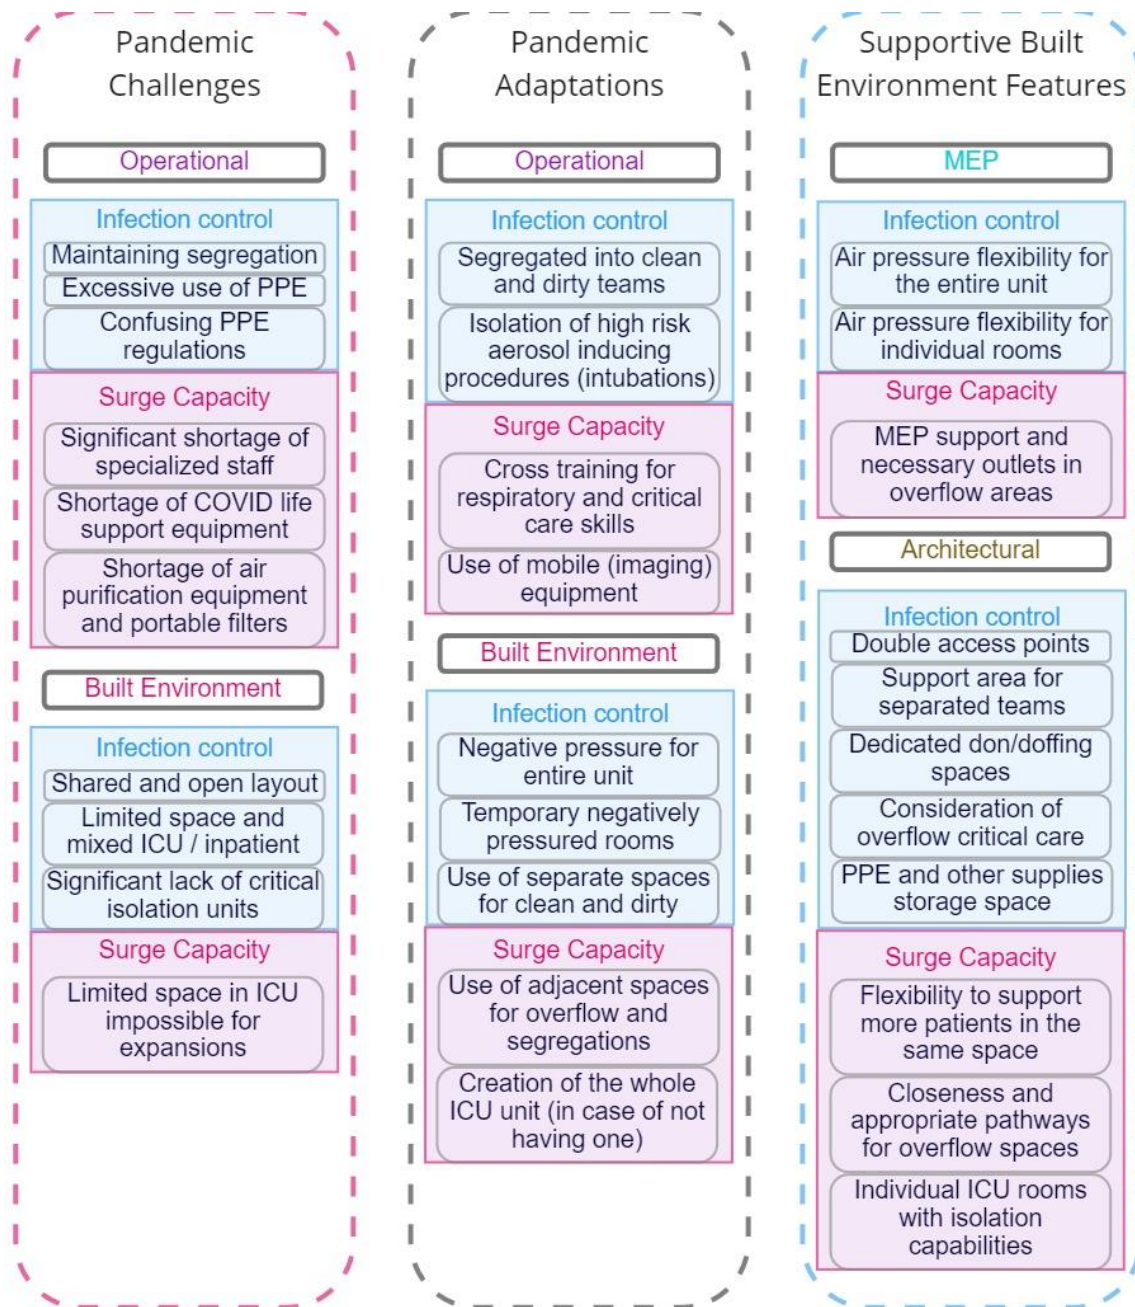 Pandemic
Challenges
Operational
Infection control
Maintaining segregation
Excessive use of PPE
Confusing PPE
regulations
Surge Capacity
Significant shortage of
specialized staff
Shortage of COVID life
support equipment
Shortage of air
purification equipment
and portable filters
Built Environment
Infection control
Shared and open layout
Limited space and
mixed ICU / inpatient
Significant lack of critical
isolation units
Surge Capacity
Limited space in ICU
impossible for
expansions
Pandemic
Adaptations
Operational
Infection control
Segregated into clean
and dirty teams
Isolation of high risk
aerosol inducing
procedures (intubations)
Surge Capacity
Cross training for
respiratory and critical
care skills
Use of mobile (imaging)
equipment
Built Environment
Infection control
Negative pressure for
entire unit
Temporary negatively
pressured rooms
Use of separate spaces
for clean and dirty
Surge Capacity
Use of adjacent spaces
for overflow and
segregations
Creation of the whole
ICU unit (in case of not
having one)
Supportive Built
Environment Features
MEP
Infection control
Air pressure flexibility for
the entire unit
Air pressure flexibility for
individual rooms
Surge Capacity
MEP support and
necessary outlets in
overflow areas
Architectural
Infection control
Double access points
Support area for
separated teams
Dedicated don/doffing
spaces
Consideration of
overflow critical care
PPE and other supplies
storage space
Surge Capacity
Flexibility to support
more patients in the
same space
Closeness and
appropriate pathways
for overflow spaces
Individual ICU rooms
with isolation
capabilities